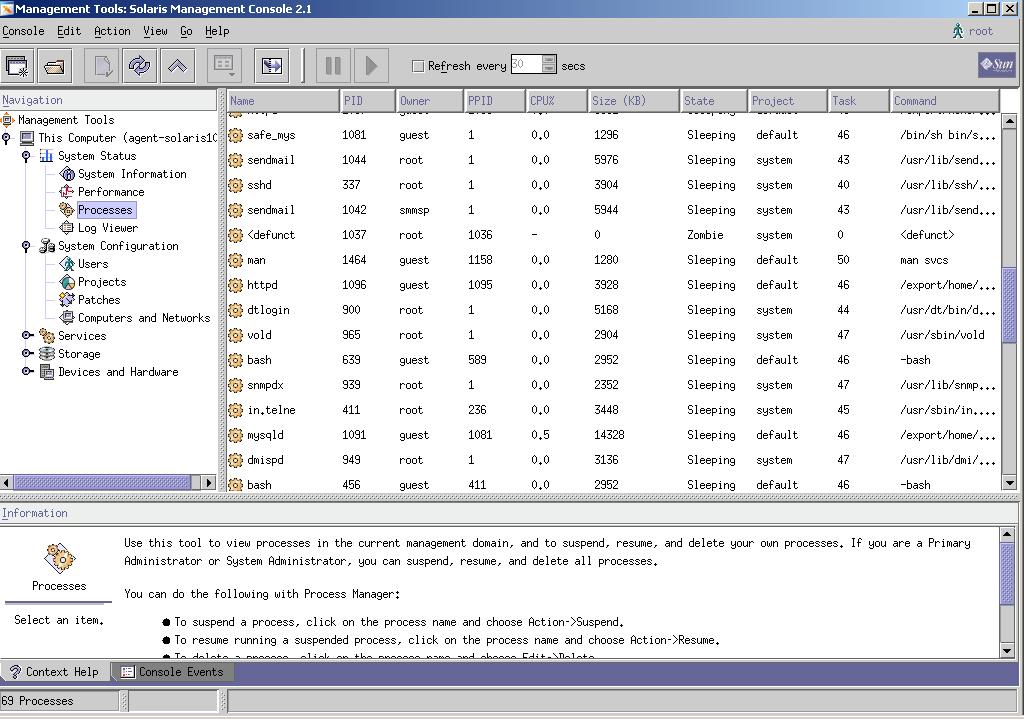 Management Tools: Solaris Management Console 2.1
Console Edit Action View Go Help root
Refresh every 30 secs Sun
Navigation
Management Tools
This Computer (agent-solaris10
System Status
System Information
Performance
Processes
Log Viewer
System Configuration
Users
Projects
Patches
Computers and Networks
Services
Storage
Devices and Hardware
Name PID Owner PPID CPU% Size (KB) State Project Task Command
safe_mys 1081 guest 1 0.0 1296 Sleeping default 46 /bin/sh bin/s...
sendmail 1044 root 1 0.0 5976 Sleeping system 43 /usr/lib/send...
sshd 337 root 1 0.0 3904 Sleeping system 40 /usr/lib/ssh/...
sendmail 1042 smmsp 1 0.0 5944 Sleeping system 43 /usr/lib/send...
<defunct 1037 root 1036 - 0 Zombie system 0 <defunct>
man 1464 guest 1158 0.0 1280 Sleeping default 50 man svcs
httpd 1096 guest 1095 0.0 3928 Sleeping default 46 /export/home/...
dtlogin 900 root 1 0.0 5168 Sleeping system 44 /usr/dt/bin/d...
vold 965 root 1 0.0 2904 Sleeping system 47 /usr/sbin/vold
bash 639 guest 589 0.0 2952 Sleeping default 46 -bash
snmpdx 939 root 1 0.0 2352 Sleeping system 47 /usr/lib/snmp...
in.telne 411 root 236 0.0 3448 Sleeping system 45 /usr/sbin/in....
mysqld 1091 guest 1081 0.5 14328 Sleeping default 46 /export/home/...
dmispd 949 root 1 0.0 3136 Sleeping system 47 /usr/lib/dmi/...
bash 456 guest 411 0.0 2952 Sleeping default 46 -bash
Information
Processes
Select an item.
Use this tool to view processes in the current management domain, and to suspend, resume, and delete your own processes. If you are a Primary
Administrator or System Administrator, you can suspend, resume, and delete all processes.
You can do the following with Process Manager:
● To suspend a process, click on the process name and choose Action->Suspend.
● To resume running a suspended process, click on the process name and choose Action->Resume.
● To delete a process, click on the process name and choose Edit->Delete.
Context Help Console Events
69 Processes